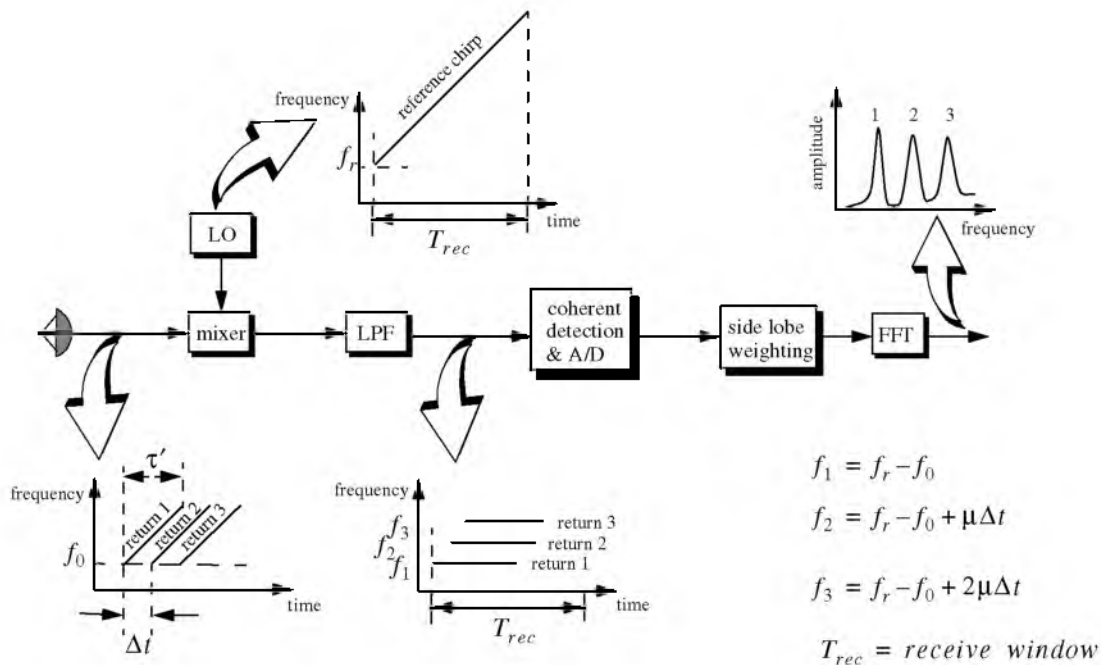 frequency
reference chirp
f_r
time
T_rec
amplitude
1 2 3
frequency
LO
mixer
LPF
coherent
detection
& A/D
side lobe
weighting
FFT
τ′
frequency
return 1
return 2
return 3
f_0
time
Δt
frequency
f_3
f_2
f_1
return 3
return 2
return 1
time
T_rec
f_1 = f_r – f_0
f_2 = f_r – f_0 + μΔt
f_3 = f_r – f_0 + 2μΔt
T_rec = receive window